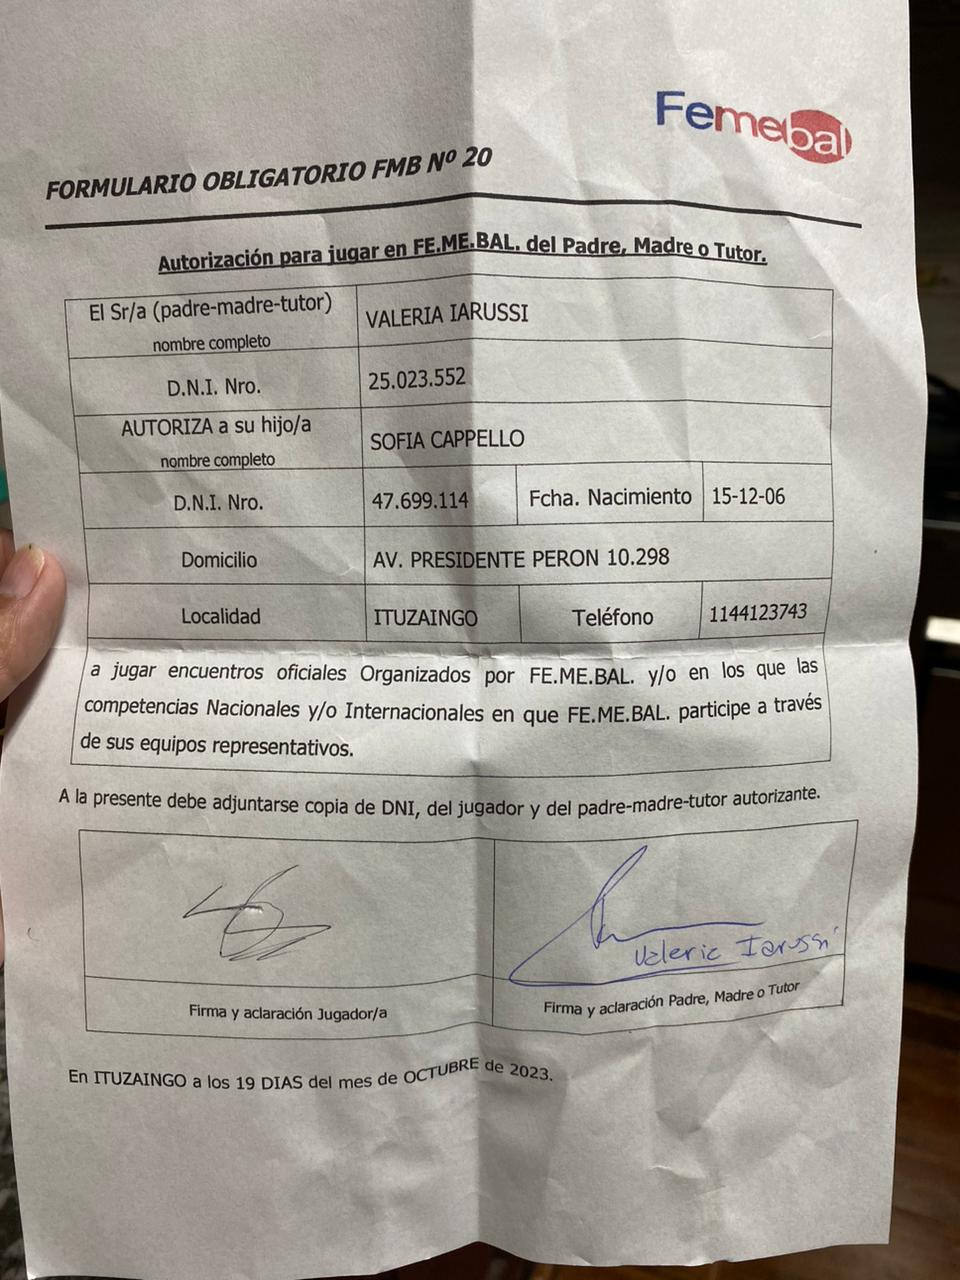 Femebal
FORMULARIO OBLIGATORIO FMB Nº 20
Autorización para jugar en FE.ME.BAL. del Padre, Madre o Tutor.
El Sr/a (padre-madre-tutor) VALERIA IARUSSI
nombre completo
D.N.I. Nro. 25.023.552
AUTORIZA a su hijo/a SOFIA CAPPELLO
nombre completo
D.N.I. Nro. 47.699.114 Fcha. Nacimiento 15-12-06
Domicilio AV. PRESIDENTE PERON 10.298
Localidad ITUZAINGO Teléfono 1144123743
a jugar encuentros oficiales Organizados por FE.ME.BAL. y/o en los que las
competencias Nacionales y/o Internacionales en que FE.ME.BAL. participe a través
de sus equipos representativos.
A la presente debe adjuntarse copia de DNI, del jugador y del padre-madre-tutor autorizante.
Valeria Iarussi
Firma y aclaración Jugador/a Firma y aclaración Padre, Madre o Tutor
En ITUZAINGO a los 19 DIAS del mes de OCTUBRE de 2023.